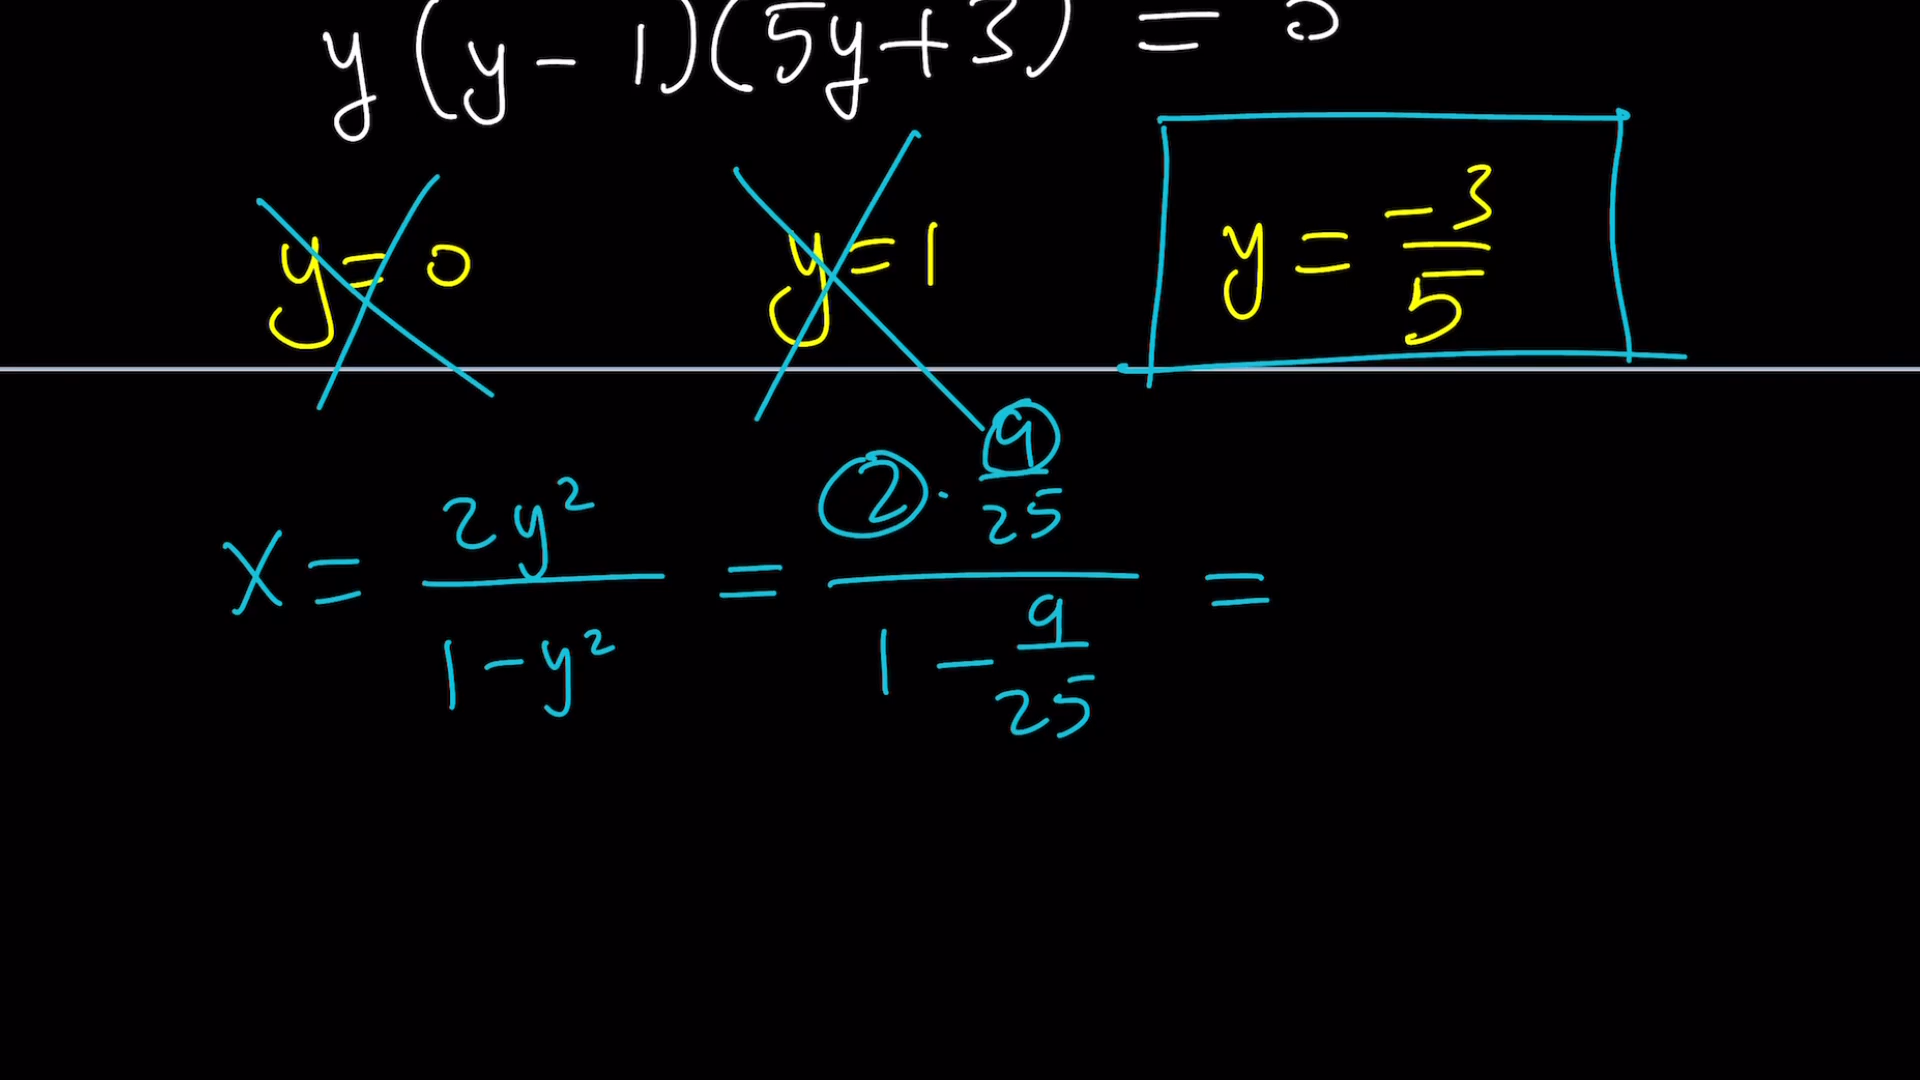 y(y-1)(5y+3) = 0
y=0 y=1 y = -3/5
x = 2y²/1-y² = 2·9/25/1-9/25 =